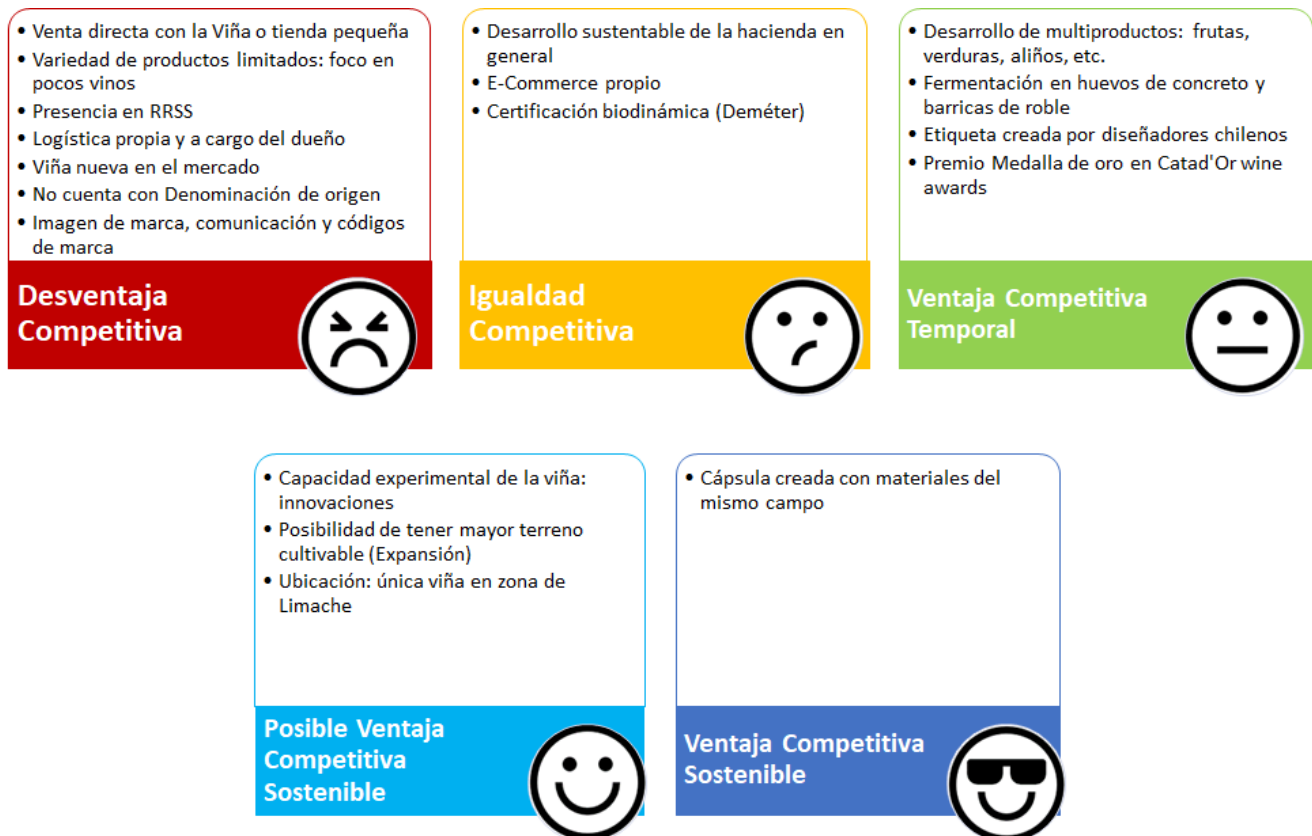 • Venta directa con la Viña o tienda pequeña
• Variedad de productos limitados: foco en
pocos vinos
• Presencia en RRSS
• Logística propia y a cargo del dueño
• Viña nueva en el mercado
• No cuenta con Denominación de origen
• Imagen de marca, comunicación y códigos
de marca
Desventaja
Competitiva
• Desarrollo sustentable de la hacienda en
general
• E-Commerce propio
• Certificación biodinámica (Deméter)
Igualdad
Competitiva
• Desarrollo de multiproductos: frutas,
verduras, aliños, etc.
• Fermentación en huevos de concreto y
barricas de roble
• Etiqueta creada por diseñadores chilenos
• Premio Medalla de oro en Catad'Or wine
awards
Ventaja Competitiva
Temporal
• Capacidad experimental de la viña:
innovaciones
• Posibilidad de tener mayor terreno
cultivable (Expansión)
• Ubicación: única viña en zona de
Limache
Posible Ventaja
Competitiva
Sostenible
• Cápsula creada con materiales del
mismo campo
Ventaja Competitiva
Sostenible